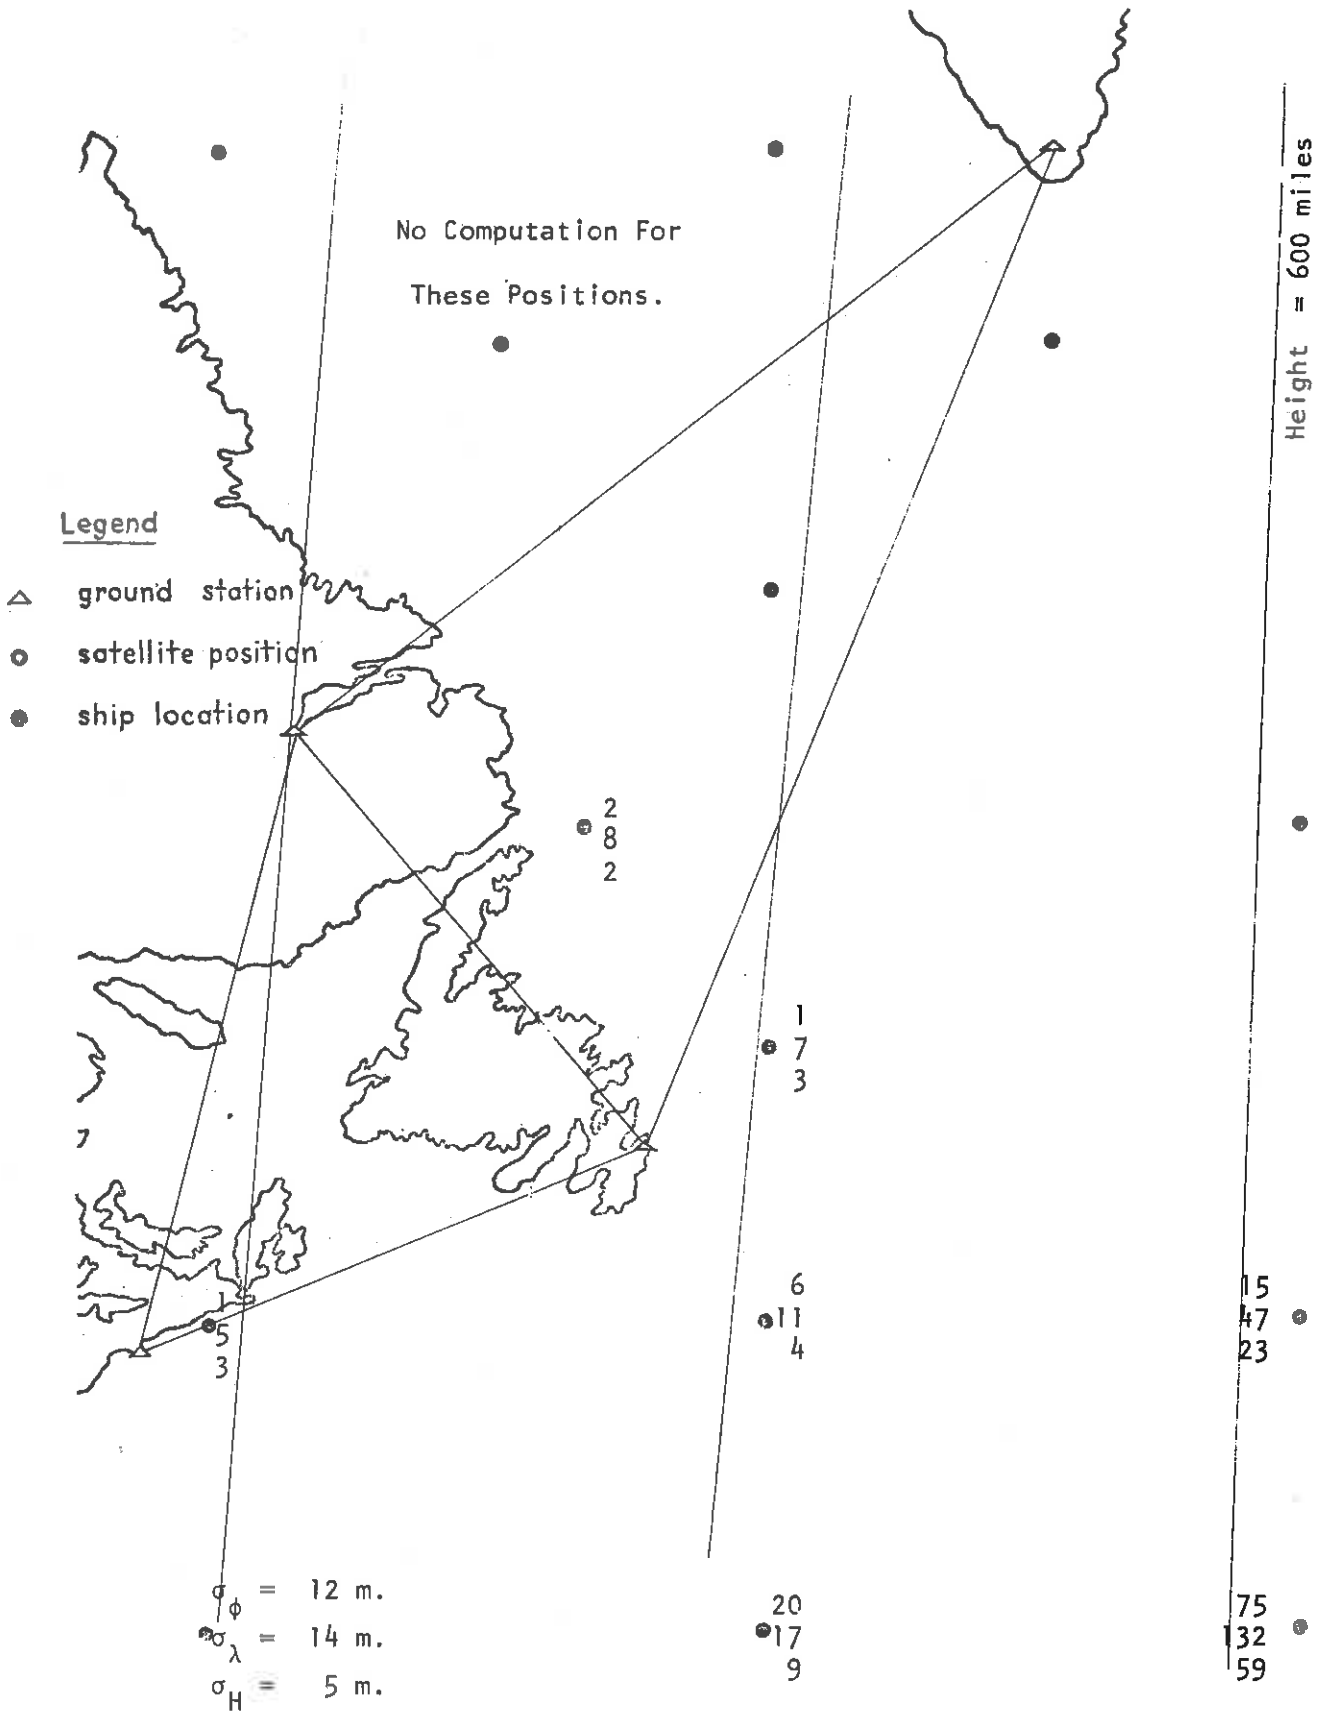 No Computation For
These Positions.
Height = 600 miles
Legend
ground station
satellite position
ship location
2
8
2
1
7
3
1
5
3
6
11
4
15
47
23
σφ = 12 m.
σλ = 14 m.
σH = 5 m.
20
17
9
75
132
59